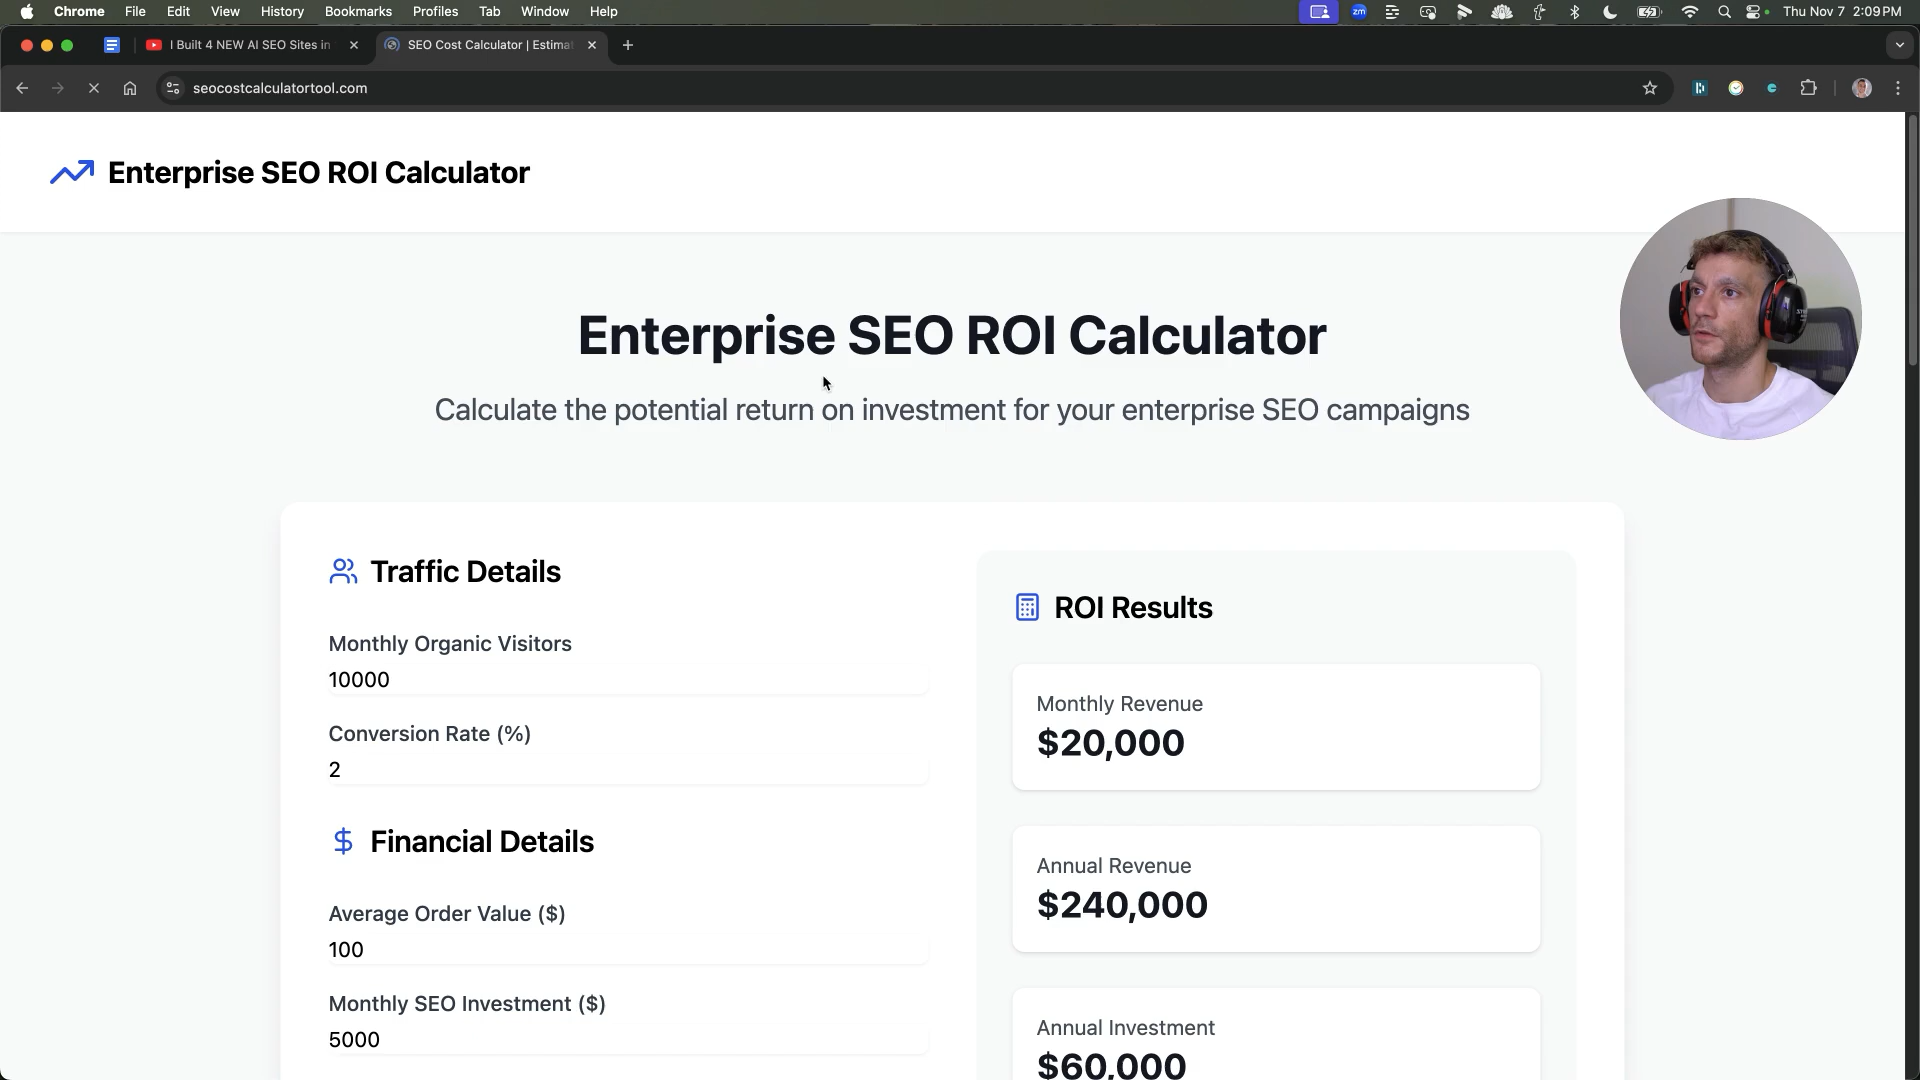 Chrome File Edit View History Bookmarks Profiles Tab Window Help zm Thu Nov 7 2:09 PM
I Built 4 NEW AI SEO Sites in SEO Cost Calculator | Estima
seocostcalculatortool.com
Enterprise SEO ROI Calculator
Enterprise SEO ROI Calculator
Calculate the potential return on investment for your enterprise SEO campaigns
Traffic Details
Monthly Organic Visitors
10000
Conversion Rate (%)
2
Financial Details
Average Order Value ($)
100
Monthly SEO Investment ($)
5000
ROI Results
Monthly Revenue
$20,000
Annual Revenue
$240,000
Annual Investment
$60,000